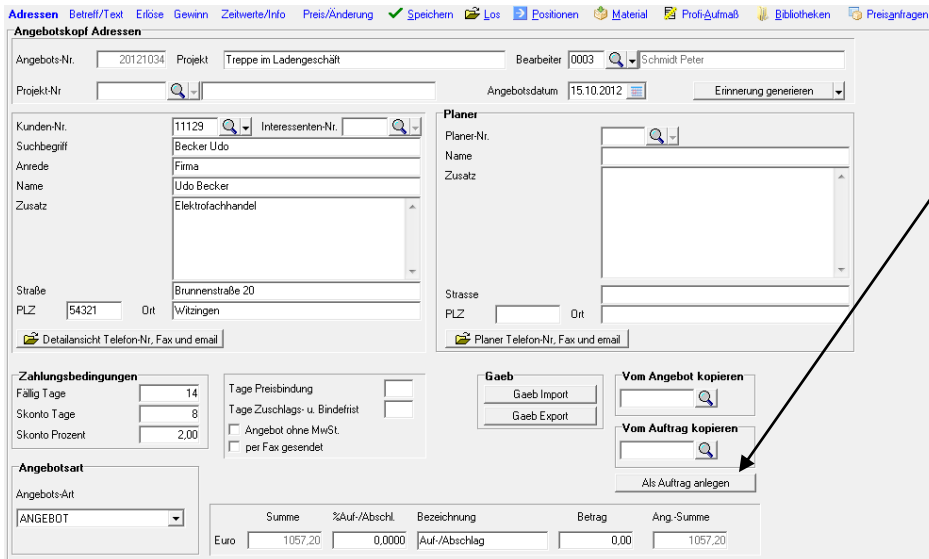 Adressen Betreff/Text Erlöse Gewinn Zeitwerte/Info Preis/Änderung Speichern Los Positionen Material Profi-Aufmaß Bibliotheken Preisanfragen
Angebotskopf Adressen
Angebots-Nr. 20121034 Projekt Treppe im Ladengeschäft Bearbeiter 0003 Schmidt Peter
Projekt-Nr Angebotsdatum 15.10.2012 Erinnerung generieren
Kunden-Nr. 11129 Interessenten-Nr.
Suchbegriff Becker Udo
Anrede Firma
Name Udo Becker
Zusatz Elektrofachhandel
Straße Brunnenstraße 20
PLZ 54321 Ort Witzingen
Detailansicht Telefon-Nr, Fax und email
Planer
Planer-Nr.
Name
Zusatz
Strasse
PLZ Ort
Planer Telefon-Nr, Fax und email
Zahlungsbedingungen
Fällig Tage 14
Skonto Tage 8
Skonto Prozent 2,00
Tage Preisbindung
Tage Zuschlags- u. Bindefrist
Angebot ohne MwSt.
per Fax gesendet
Gaeb
Gaeb Import
Gaeb Export
Vom Angebot kopieren
Vom Auftrag kopieren
Als Auftrag anlegen
Angebotsart
Angebots-Art
ANGEBOT
Summe %Auf-/Abschl. Bezeichnung Betrag Ang.-Summe
Euro 1057,20 0,0000 Auf-/Abschlag 0,00 1057,20